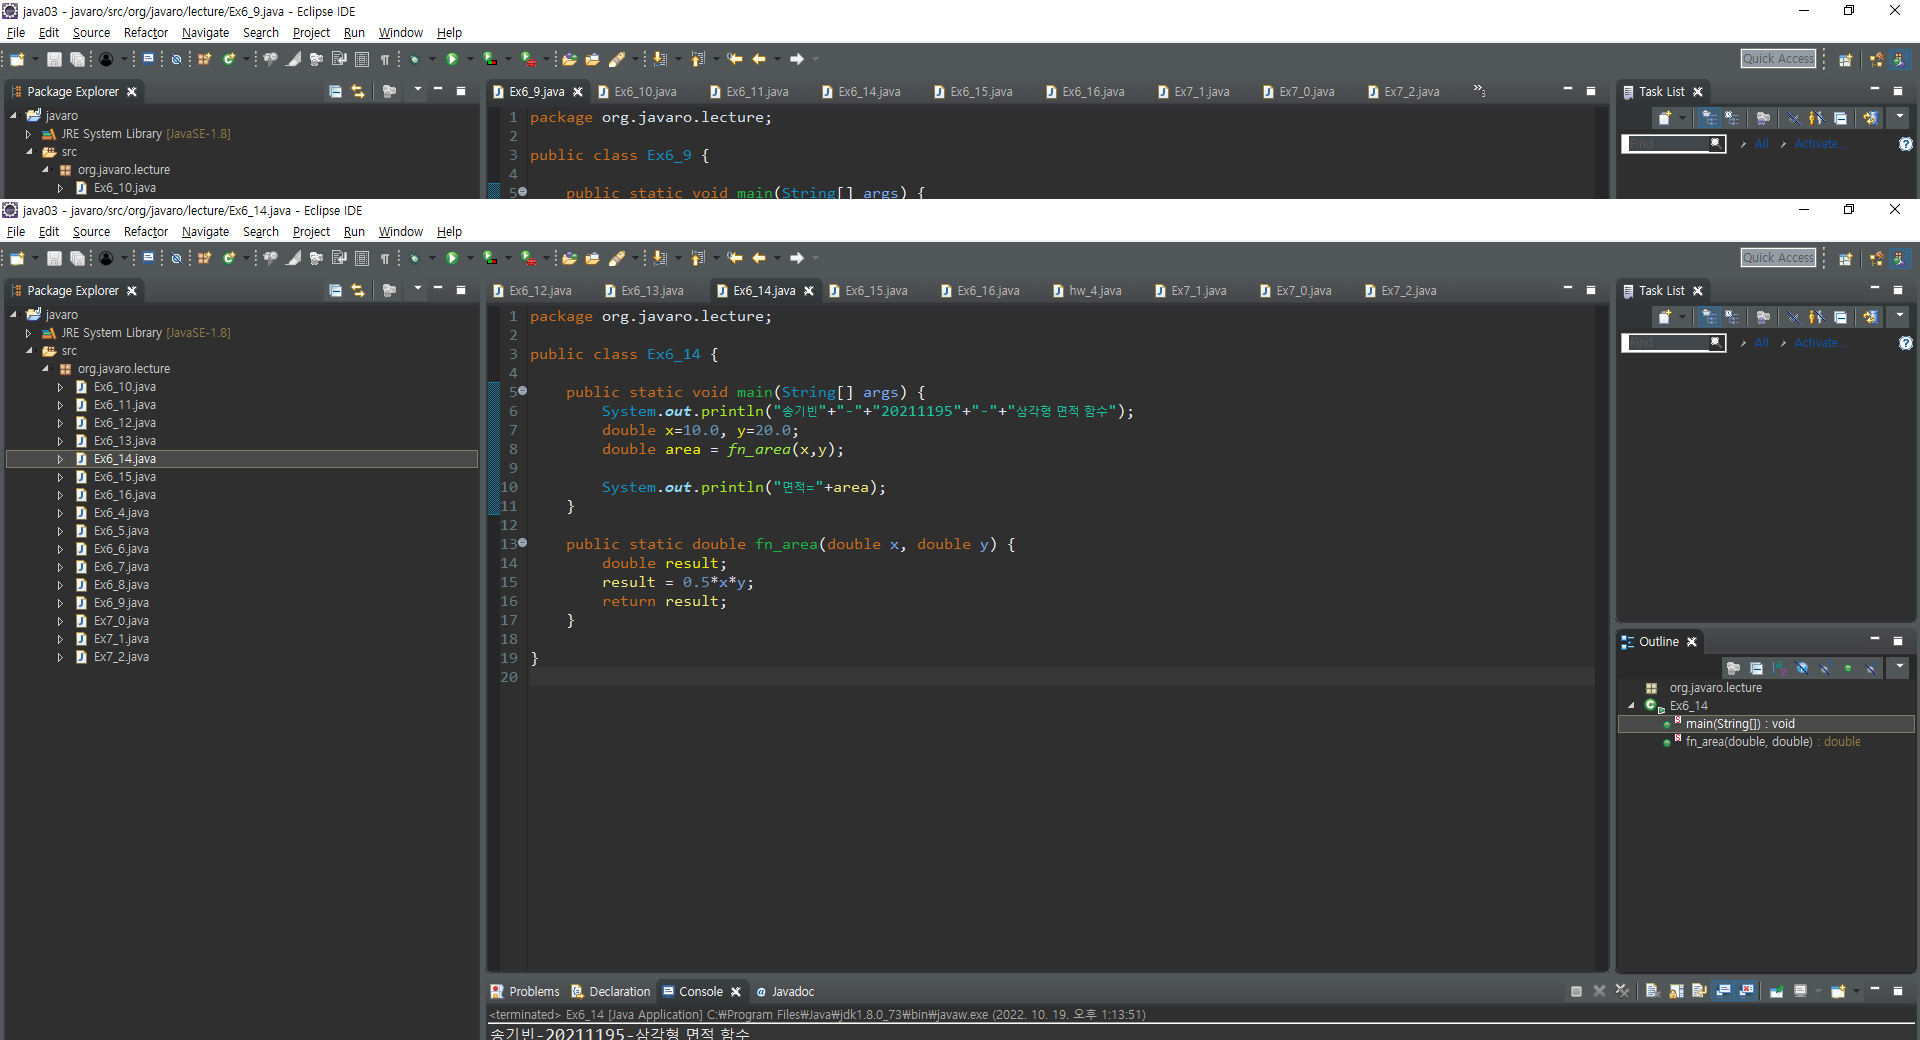 java03 - javaro/src/org/javaro/lecture/Ex6_9.java - Eclipse IDE
File Edit Source Refactor Navigate Search Project Run Window Help
Quick Access
Package Explorer
Ex6_9.java Ex6_10.java Ex6_11.java Ex6_14.java Ex6_15.java Ex6_16.java Ex7_1.java Ex7_0.java Ex7_2.java »3
Task List
javaro
JRE System Library [JavaSE-1.8]
src
org.javaro.lecture
Ex6_10.java
1 package org.javaro.lecture;
2
3 public class Ex6_9 {
4
5 public static void main(String[] args) {
Find All Activate...
java03 - javaro/src/org/javaro/lecture/Ex6_14.java - Eclipse IDE
File Edit Source Refactor Navigate Search Project Run Window Help
Quick Access
Package Explorer
Ex6_12.java Ex6_13.java Ex6_14.java Ex6_15.java Ex6_16.java hw_4.java Ex7_1.java Ex7_0.java Ex7_2.java
Task List
javaro
JRE System Library [JavaSE-1.8]
src
org.javaro.lecture
Ex6_10.java
Ex6_11.java
Ex6_12.java
Ex6_13.java
Ex6_14.java
Ex6_15.java
Ex6_16.java
Ex6_4.java
Ex6_5.java
Ex6_6.java
Ex6_7.java
Ex6_8.java
Ex6_9.java
Ex7_0.java
Ex7_1.java
Ex7_2.java
1 package org.javaro.lecture;
2
3 public class Ex6_14 {
4
5 public static void main(String[] args) {
6 System.out.println("송기빈"+"-"+"20211195"+"-"+"삼각형 면적 함수");
7 double x=10.0, y=20.0;
8 double area = fn_area(x,y);
9
10 System.out.println("면적="+area);
11 }
12
13 public static double fn_area(double x, double y) {
14 double result;
15 result = 0.5*x*y;
16 return result;
17 }
18
19 }
20
Find All Activate...
Outline
org.javaro.lecture
Ex6_14
main(String[]) : void
fn_area(double, double) : double
Problems Declaration Console Javadoc
<terminated> Ex6_14 [Java Application] C:₩Program Files₩Java₩jdk1.8.0_73₩bin₩javaw.exe (2022. 10. 19. 오후 1:13:51)
송기빈-20211195-삼각형 면적 함수